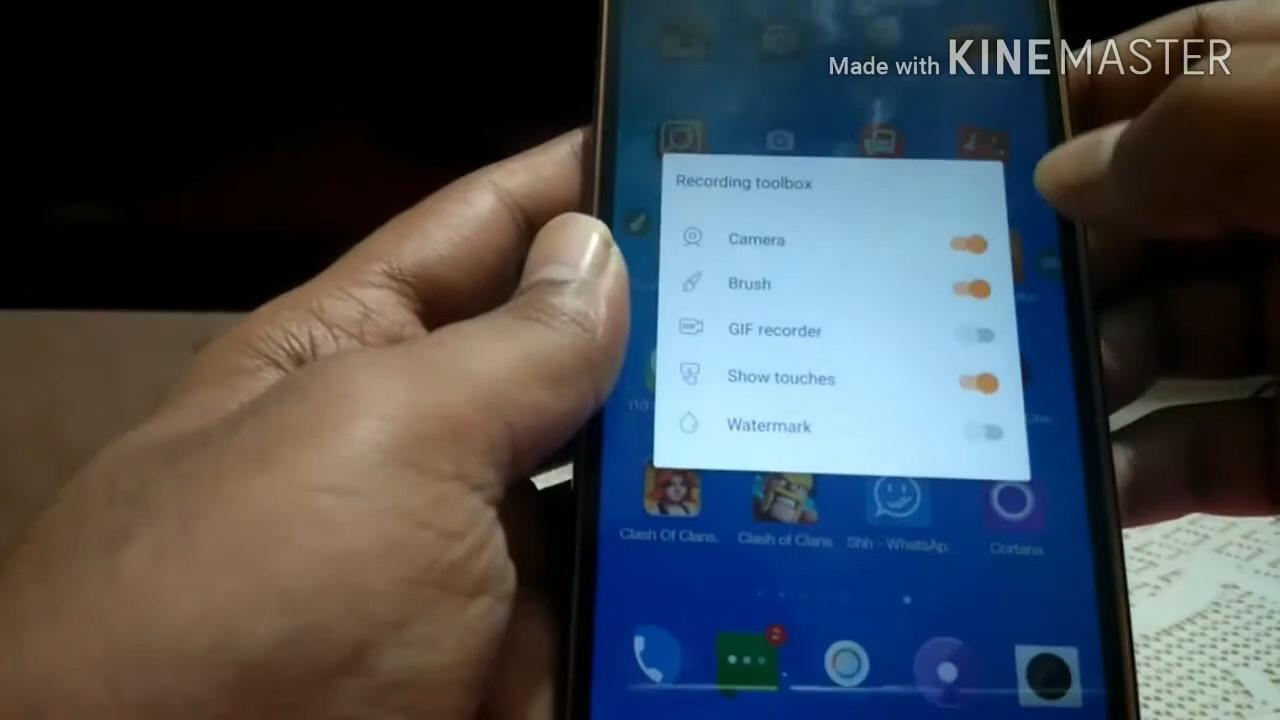 Made with KINEMASTER
Recording toolbox
Camera
Brush
GIF recorder
Show touches
Watermark
Clash Of Clans..
Clash of Clans
Shh - WhatsAp..
Cortana
2